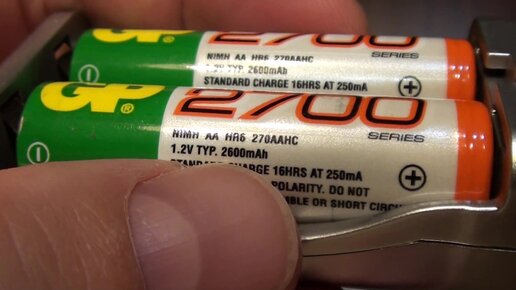 GP® 2700
SERIES
NIMH AA HR6 270AAHC
1.2V TYP. 2600mAh
STANDARD CHARGE 16HRS AT 250mA
GP® 2700
SERIES
NIMH AA HR6 270AAHC
1.2V TYP. 2600mAh
STANDARD CHARGE 16HRS AT 250mA
POLARITY. DO NOT
OR SHORT